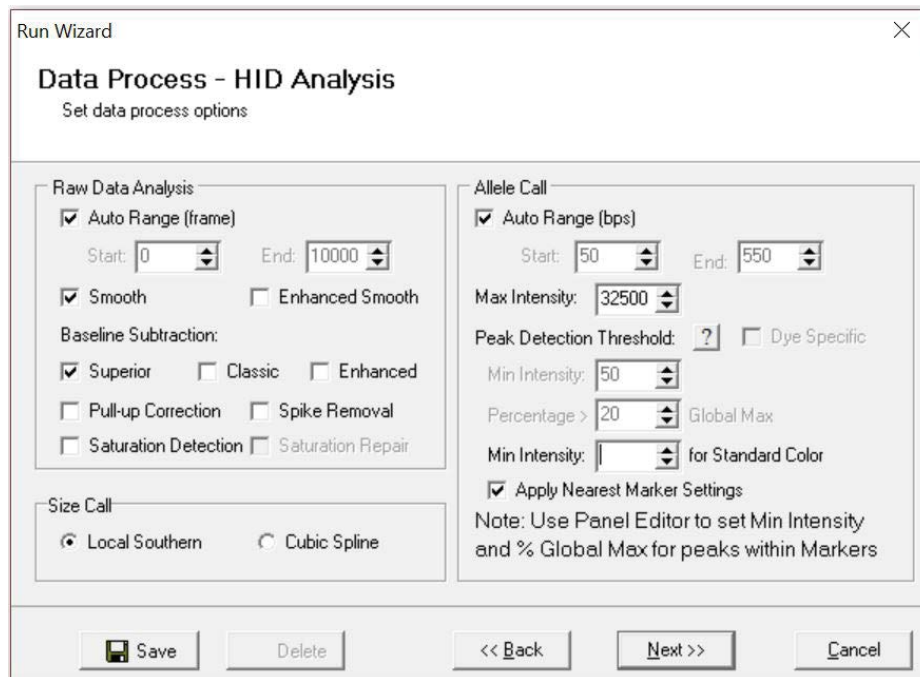 Run Wizard
Data Process - HID Analysis
Set data process options
Raw Data Analysis
Auto Range (frame)
Start: 0 End: 10000
Smooth Enhanced Smooth
Baseline Subtraction:
Superior Classic Enhanced
Pull-up Correction Spike Removal
Saturation Detection Saturation Repair
Size Call
Local Southern Cubic Spline
Allele Call
Auto Range (bps)
Start: 50 End: 550
Max Intensity: 32500
Peak Detection Threshold: ? Dye Specific
Min Intensity: 50
Percentage > 20 Global Max
Min Intensity: for Standard Color
Apply Nearest Marker Settings
Note: Use Panel Editor to set Min Intensity
and % Global Max for peaks within Markers
Save Delete << Back Next >> Cancel